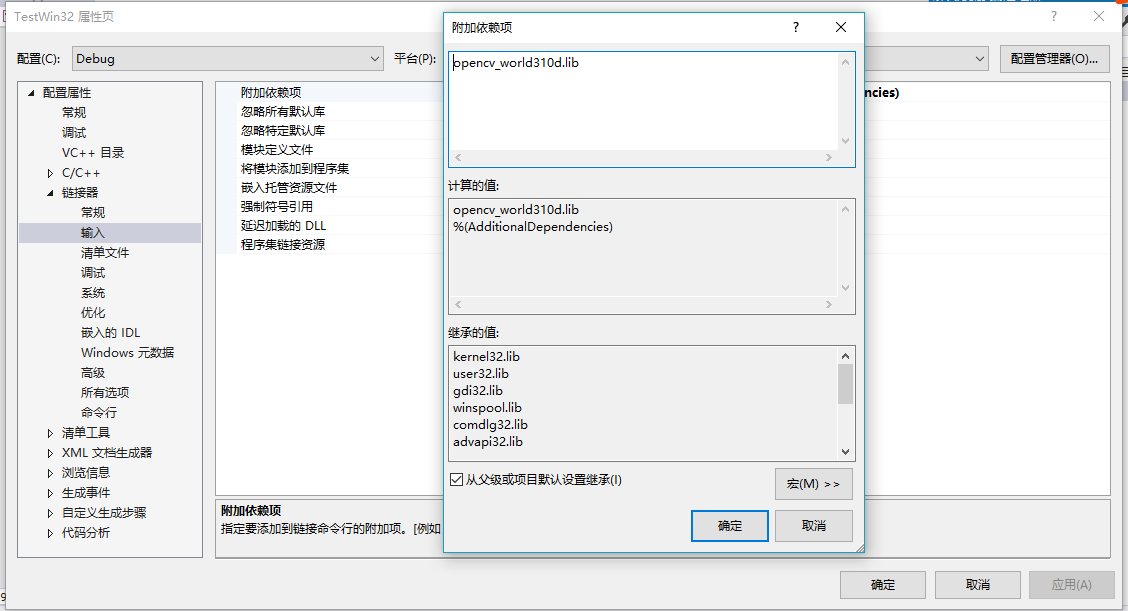 TestWin32 属性页
配置(C):
Debug
平台(P):
配置管理器(O)...
配置属性
常规
调试
VC++ 目录
C/C++
链接器
常规
输入
清单文件
调试
系统
优化
嵌入的 IDL
Windows 元数据
高级
所有选项
命令行
清单工具
XML 文档生成器
浏览信息
生成事件
自定义生成步骤
代码分析
附加依赖项
忽略所有默认库
忽略特定默认库
模块定义文件
将模块添加到程序集
嵌入托管资源文件
强制符号引用
延迟加载的 DLL
程序集链接资源
ncies)
附加依赖项
指定要添加到链接命令行的附加项。[例如
附加依赖项
opencv_world310d.lib
计算的值:
opencv_world310d.lib
%(AdditionalDependencies)
继承的值:
kernel32.lib
user32.lib
gdi32.lib
winspool.lib
comdlg32.lib
advapi32.lib
从父级或项目默认设置继承(I)
宏(M) >>
确定
取消
确定
取消
应用(A)